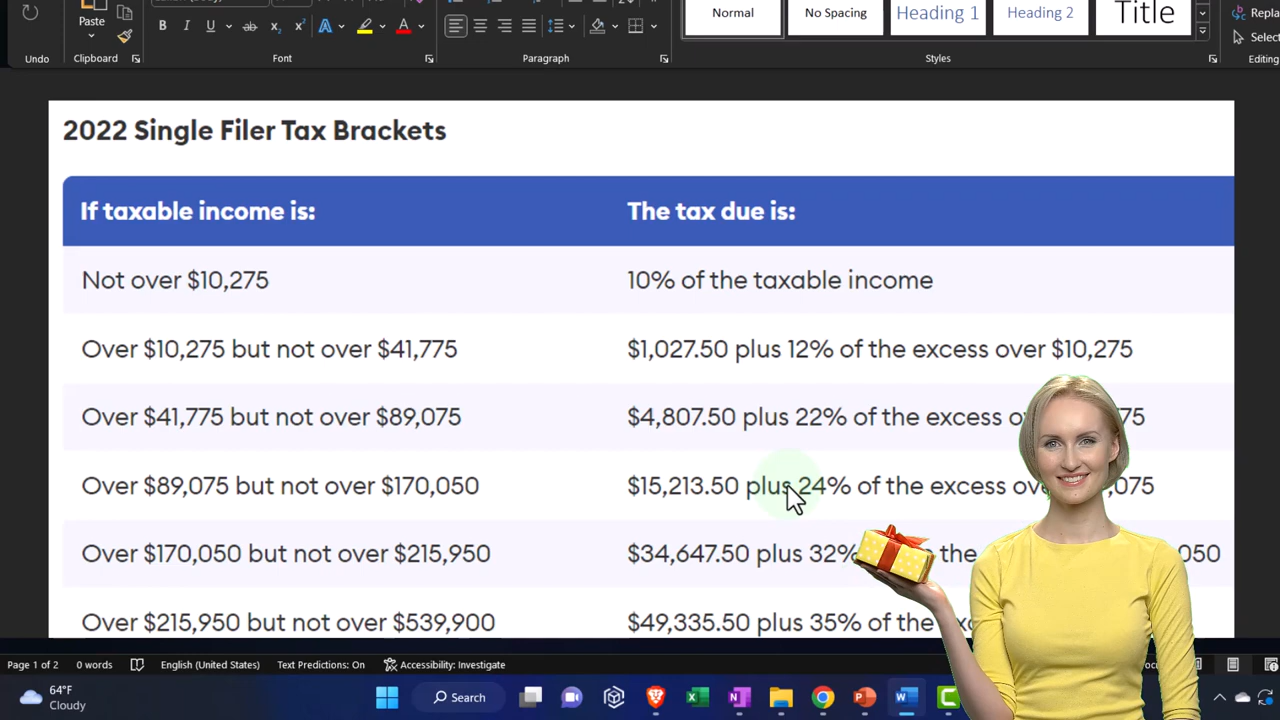 Paste
Normal
No Spacing
Heading 1
Heading 2
Title
Select
Undo
Clipboard
Font
Paragraph
Styles
Editing
2022 Single Filer Tax Brackets
If taxable income is: The tax due is:
Not over $10,275 10% of the taxable income
Over $10,275 but not over $41,775 $1,027.50 plus 12% of the excess over $10,275
Over $41,775 but not over $89,075 $4,807.50 plus 22% of the excess
Over $89,075 but not over $170,050 $15,213.50 plus 24% of the excess
Over $170,050 but not over $215,950 $34,647.50 plus 32% the
Over $215,950 but not over $539,900 $49,335.50 plus 35% of the
Page 1 of 2 0 words English (United States) Text Predictions: On Accessibility: Investigate
64°F
Cloudy
Search